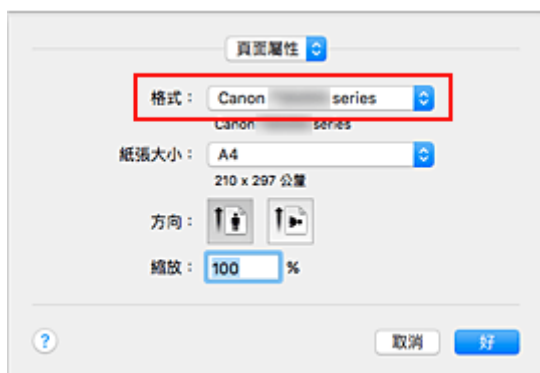 頁面屬性
格式： Canon series
Canon series
紙張大小： A4
210 x 297 公釐
方向：
縮放： 100 %
? 取消 好